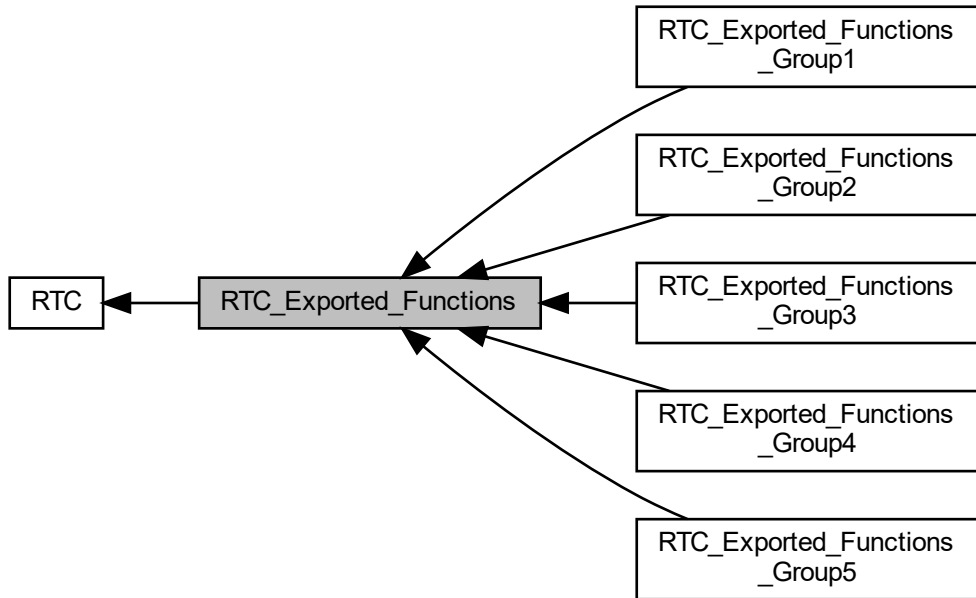 RTC_Exported_Functions
_Group1
RTC_Exported_Functions
_Group2
RTC
RTC_Exported_Functions
RTC_Exported_Functions
_Group3
RTC_Exported_Functions
_Group4
RTC_Exported_Functions
_Group5